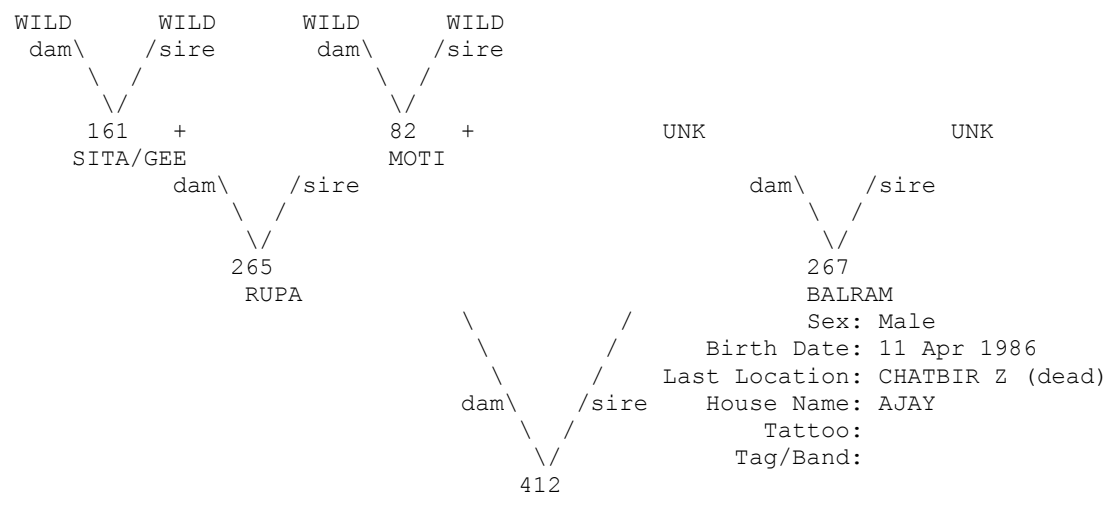 WILD WILD WILD WILD
dam\ /sire dam\ /sire
\ / \ /
\/ \/
161 + 82 + UNK UNK
SITA/GEE MOTI
dam\ /sire dam\ /sire
\ / \ /
\/ \/
265 267
RUPA BALRAM
\ / Sex: Male
\ / Birth Date: 11 Apr 1986
\ / Last Location: CHATBIR Z (dead)
dam\ /sire House Name: AJAY
\ / Tattoo:
\/ Tag/Band:
412